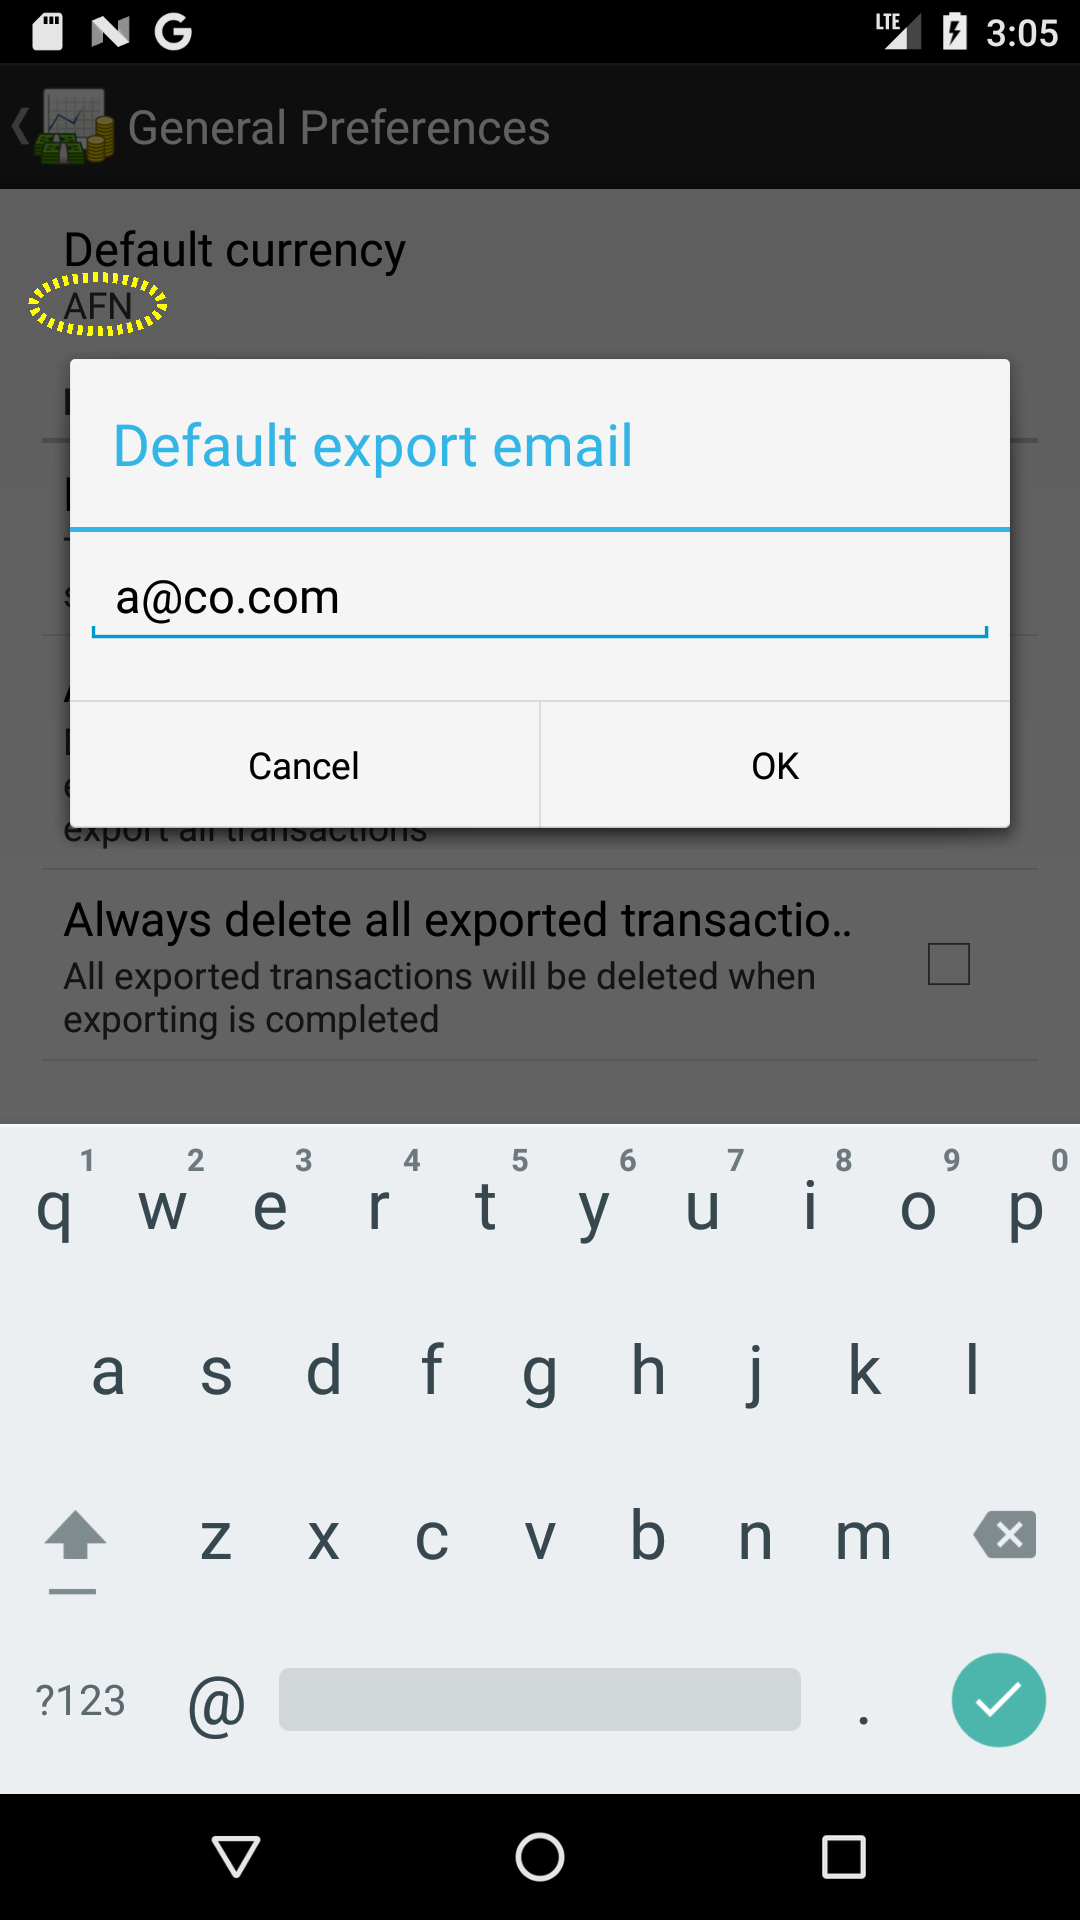 LTE 3:05
General Preferences
Default currency
AFN
Default export email
a@co.com
Cancel OK
export all transactions
Always delete all exported transactio..
All exported transactions will be deleted when
exporting is completed
1 2 3 4 5 6 7 8 9 0
q w e r t y u i o p
a s d f g h j k l
z x c v b n m
?123 @ .